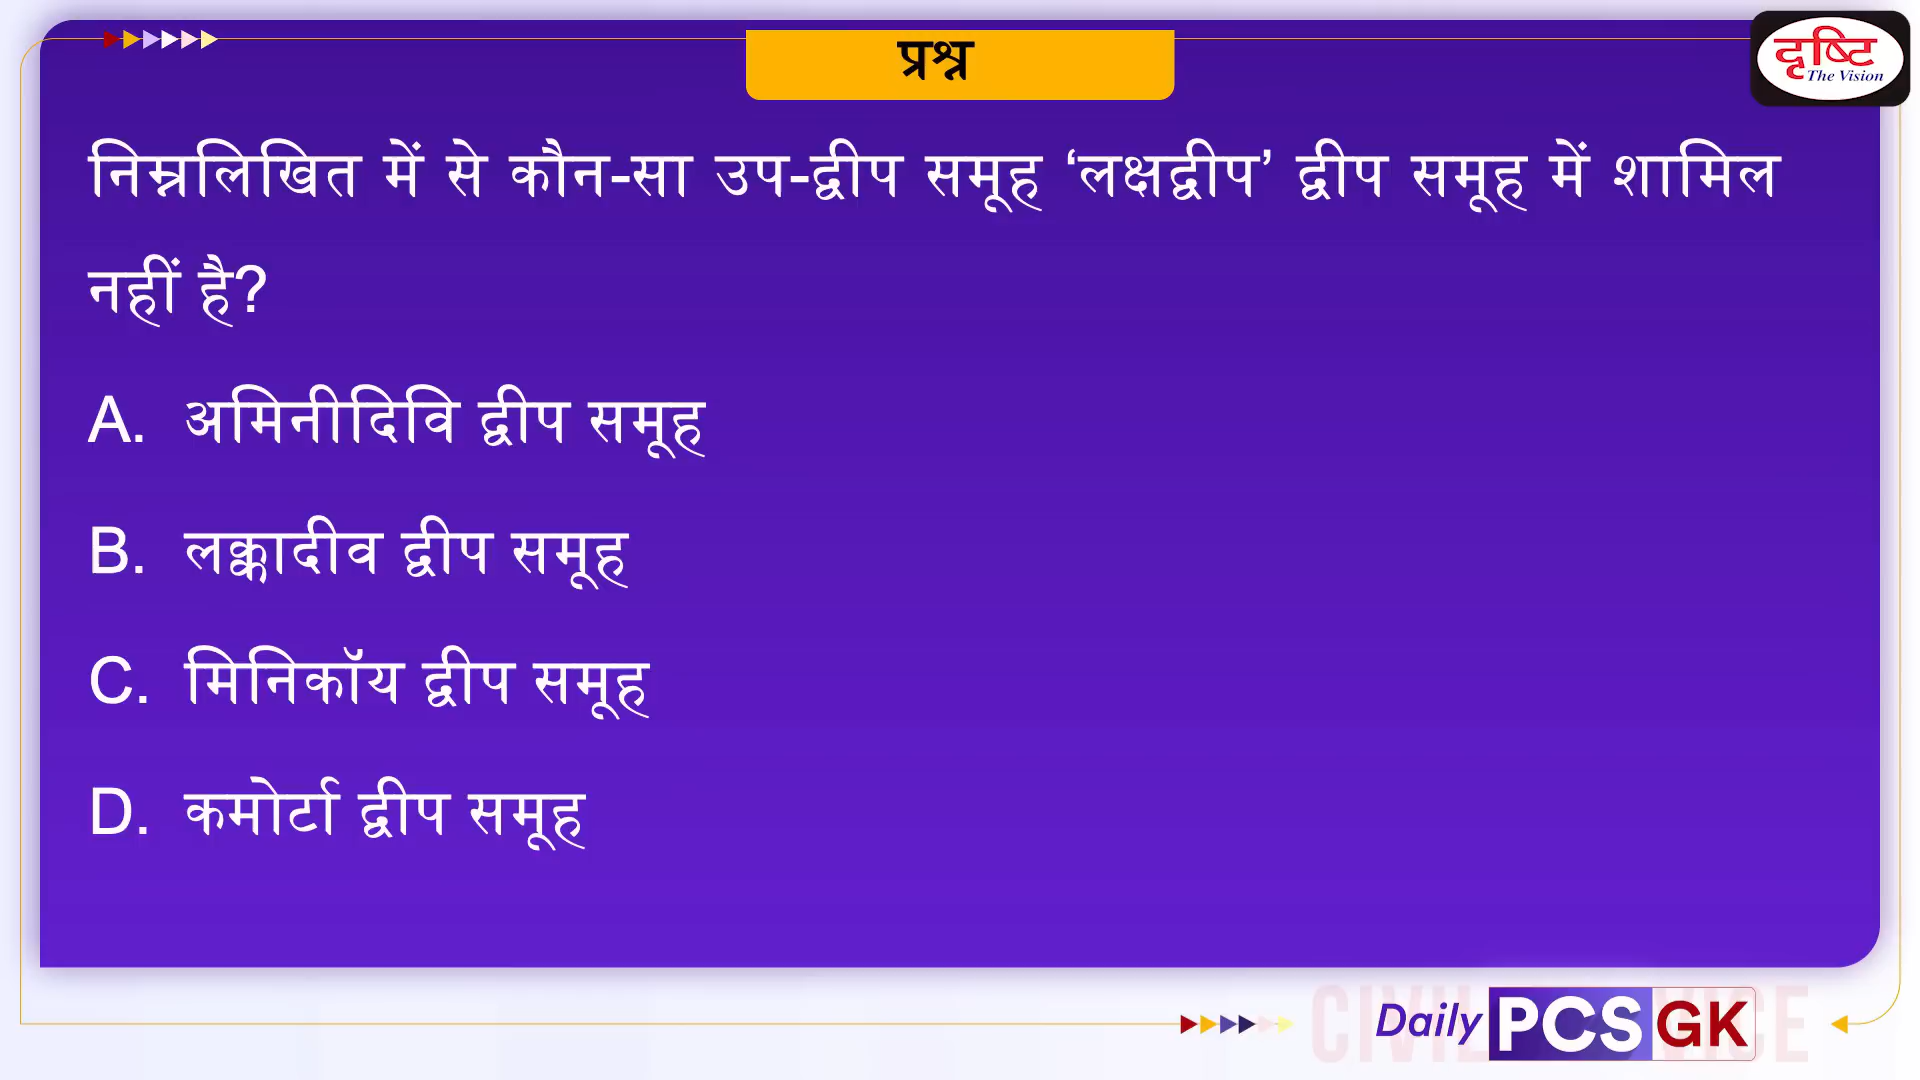 प्रश्न
दृष्टि
The Vision
निम्नलिखित में से कौन-सा उप-द्वीप समूह ‘लक्षद्वीप’ द्वीप समूह में शामिल
नहीं है?
A. अमिनीदिवि द्वीप समूह
B. लक्कादीव द्वीप समूह
C. मिनिकॉय द्वीप समूह
D. कमोर्टा द्वीप समूह
Daily PCS GK